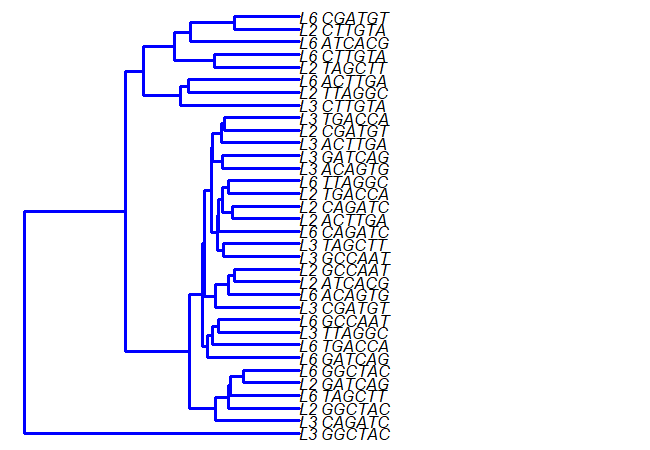 L6 CGATGT
L2 CTTGTA
L6 ATCACG
L6 CTTGTA
L2 TAGCTT
L6 ACTTGA
L2 TTAGGC
L3 CTTGTA
L3 TGACCA
L2 CGATGT
L3 ACTTGA
L3 GATCAG
L3 ACAGTG
L6 TTAGGC
L2 TGACCA
L2 CAGATC
L2 ACTTGA
L6 CAGATC
L3 TAGCTT
L3 GCCAAT
L2 GCCAAT
L2 ATCACG
L6 ACAGTG
L3 CGATGT
L6 GCCAAT
L3 TTAGGC
L6 TGACCA
L6 GATCAG
L6 GGCTAC
L2 GATCAG
L6 TAGCTT
L2 GGCTAC
L3 CAGATC
L3 GGCTAC